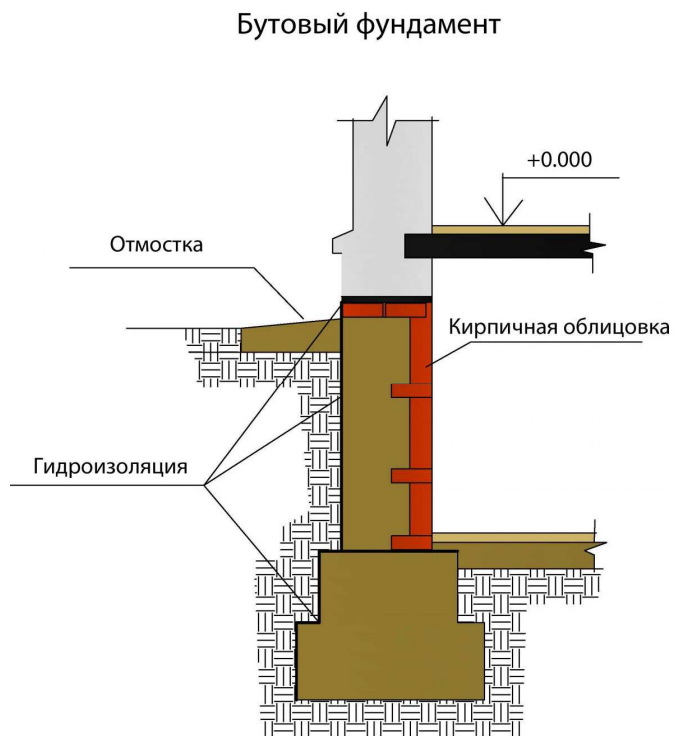 Бутовый фундамент
+0.000
Отмостка
Кирпичная облицовка
Гидроизоляция